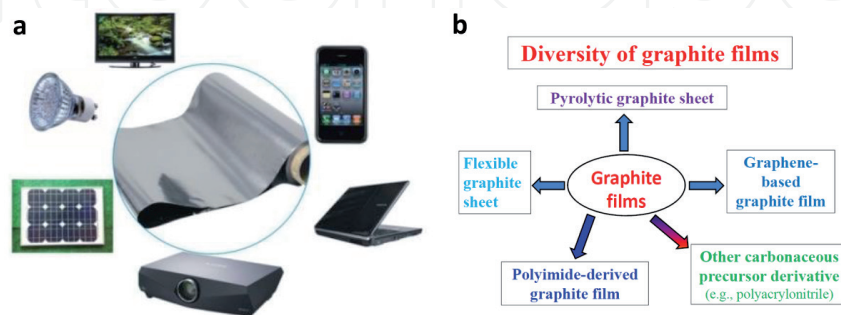 a
b
Diversity of graphite films
Pyrolytic graphite sheet
Flexible
graphite
sheet
Graphite
films
Graphene-
based
graphite film
Polyimide-derived
graphite film
Other carbonaceous
precursor derivative
(e.g., polyacrylonitrile)